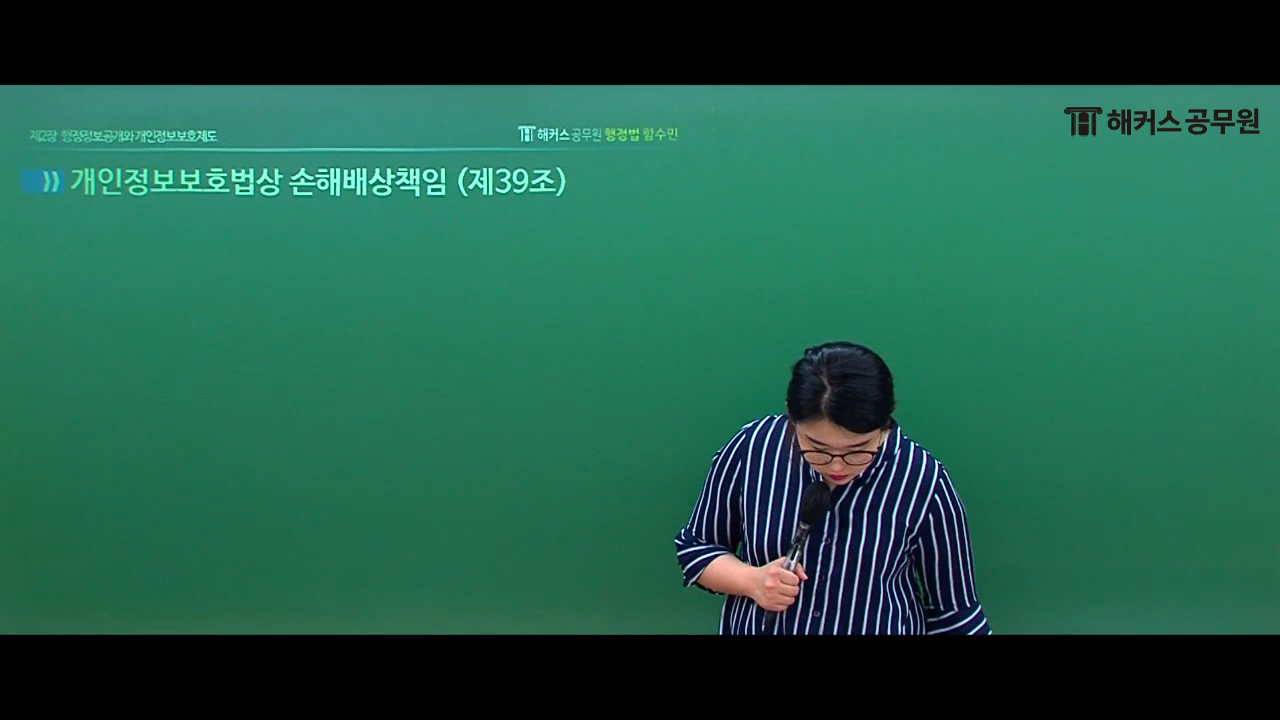 제2장 행정정보공개와 개인정보보호제도
해커스공무원 행정법 함수민
해커스공무원
》 개인정보보호법상 손해배상책임 (제39조)